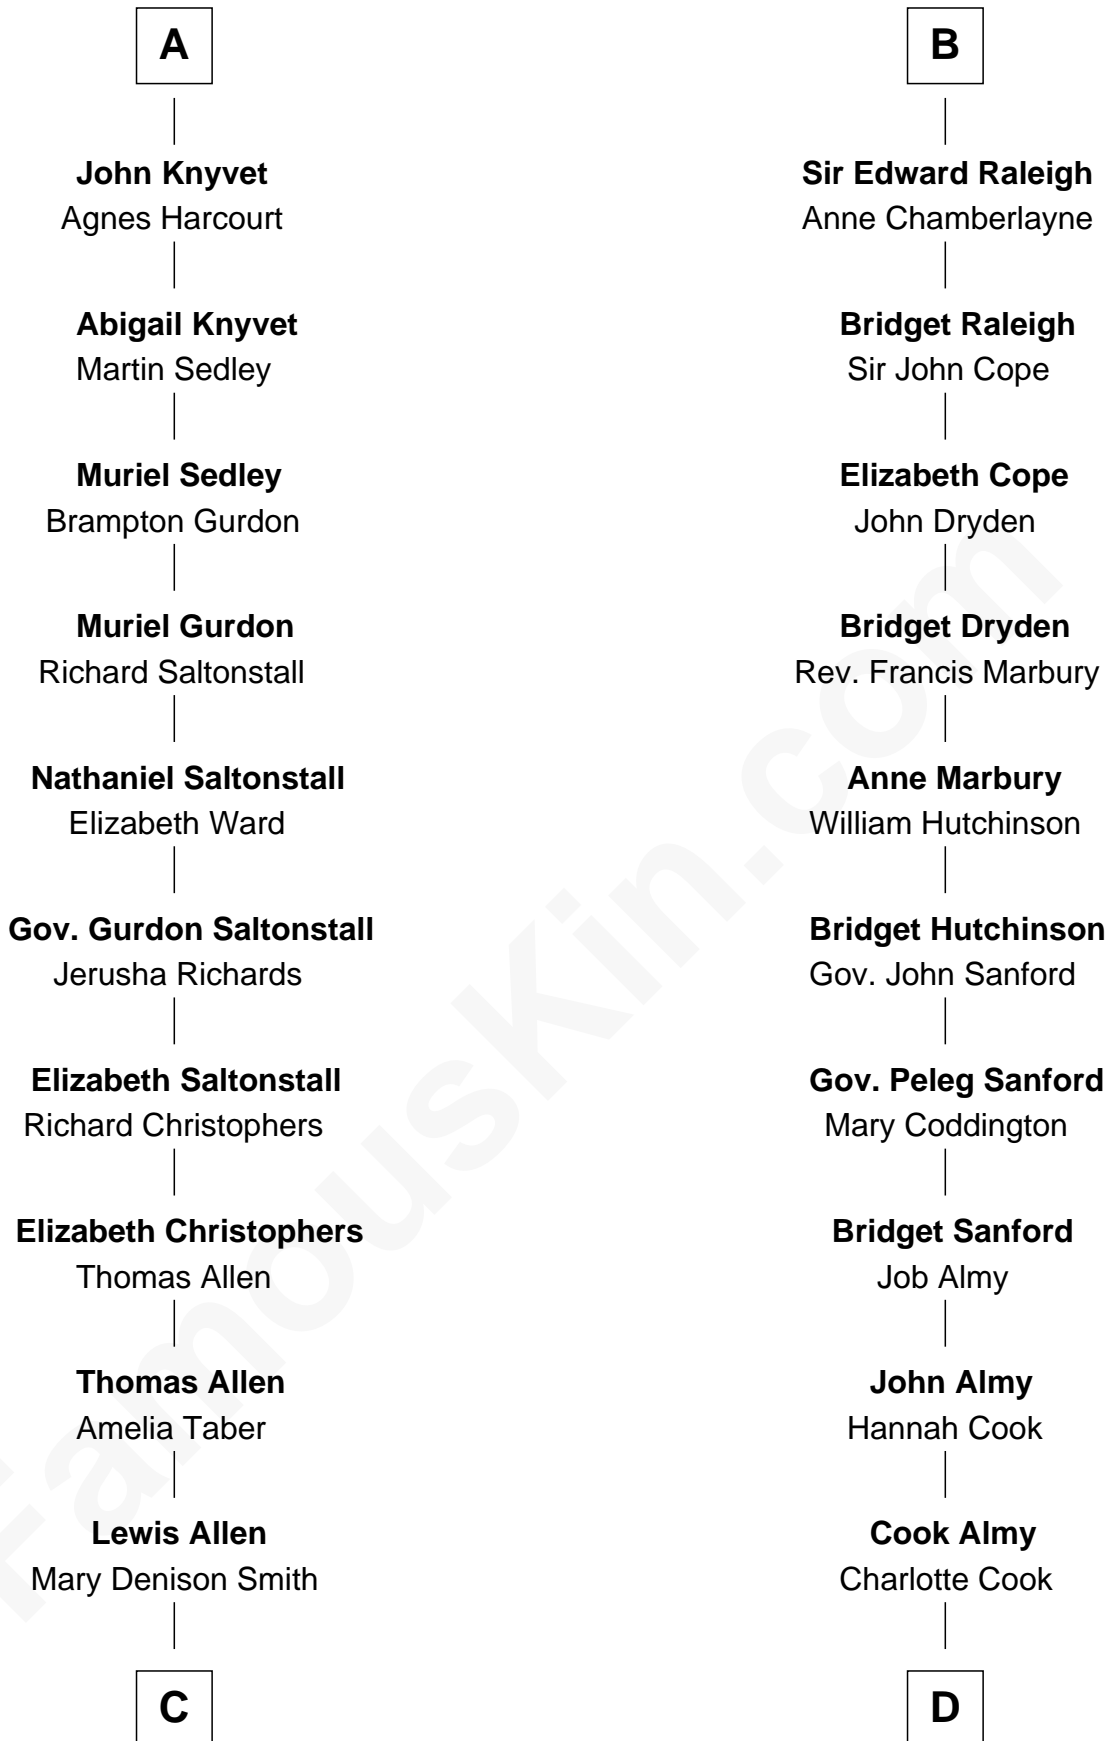 A
John Knyvet
Agnes Harcourt
Abigail Knyvet
Martin Sedley
Muriel Sedley
Brampton Gurdon
Muriel Gurdon
Richard Saltonstall
Nathaniel Saltonstall
Elizabeth Ward
Gov. Gurdon Saltonstall
Jerusha Richards
Elizabeth Saltonstall
Richard Christophers
Elizabeth Christophers
Thomas Allen
Thomas Allen
Amelia Taber
Lewis Allen
Mary Denison Smith
C
B
Sir Edward Raleigh
Anne Chamberlayne
Bridget Raleigh
Sir John Cope
Elizabeth Cope
John Dryden
Bridget Dryden
Rev. Francis Marbury
Anne Marbury
William Hutchinson
Bridget Hutchinson
Gov. John Sanford
Gov. Peleg Sanford
Mary Coddington
Bridget Sanford
Job Almy
John Almy
Hannah Cook
Cook Almy
Charlotte Cook
D
FamousKin.com